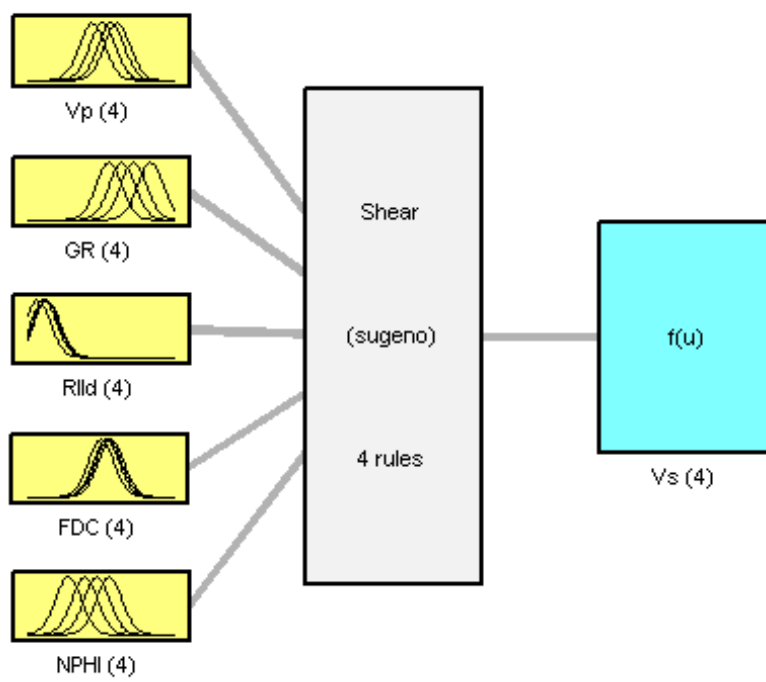 Vp (4)
GR (4)
Rlld (4)
FDC (4)
NPHI (4)
Shear
(sugeno)
4 rules
f(u)
Vs (4)